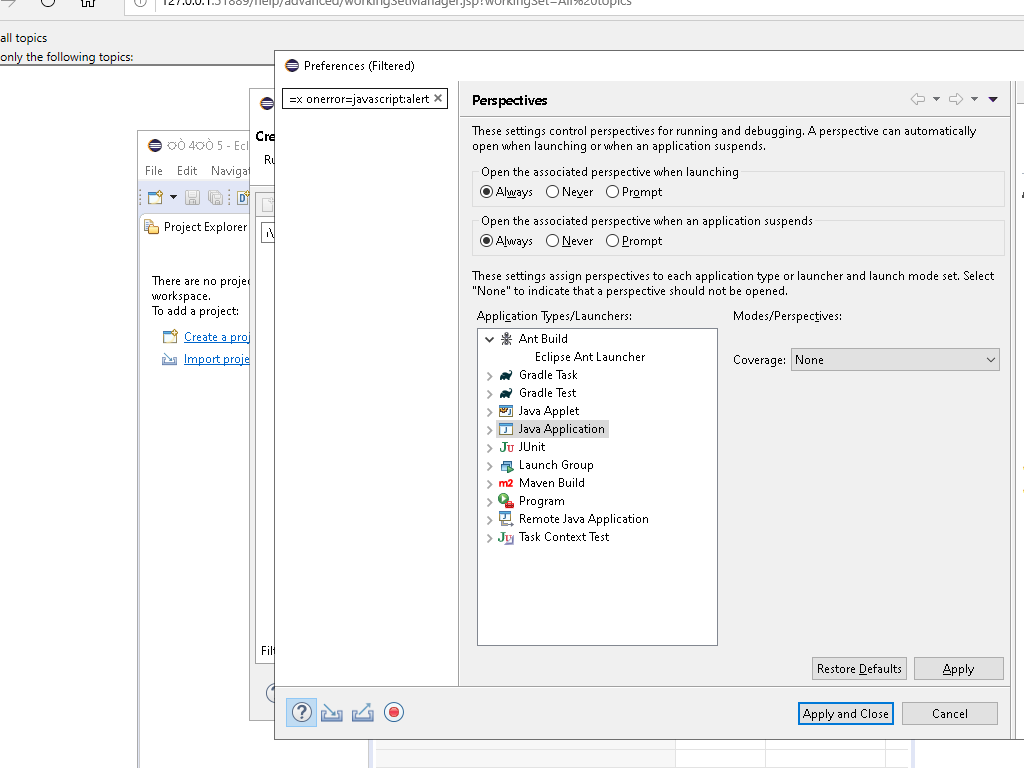 127.0.0.1:51889/help/advanced/workingSetManager.jsp?workingSet=All%20topics
all topics
only the following topics:
Preferences (Filtered)
=x onerror=javascript:alert
Perspectives
These settings control perspectives for running and debugging. A perspective can automatically
open when launching or when an application suspends.
Open the associated perspective when launching
Always Never Prompt
Open the associated perspective when an application suspends
Always Never Prompt
These settings assign perspectives to each application type or launcher and launch mode set. Select
"None" to indicate that a perspective should not be opened.
Application Types/Launchers:
Modes/Perspectives:
Ant Build
Eclipse Ant Launcher
Gradle Task
Gradle Test
Java Applet
Java Application
JUnit
Launch Group
Maven Build
Program
Remote Java Application
Task Context Test
Coverage: None
Restore Defaults
Apply
Apply and Close
Cancel
Cre
Ru
Filt
5 - Ecl
File Edit Navigat
Project Explorer
There are no proje
workspace.
To add a project:
Create a proj
Import proje